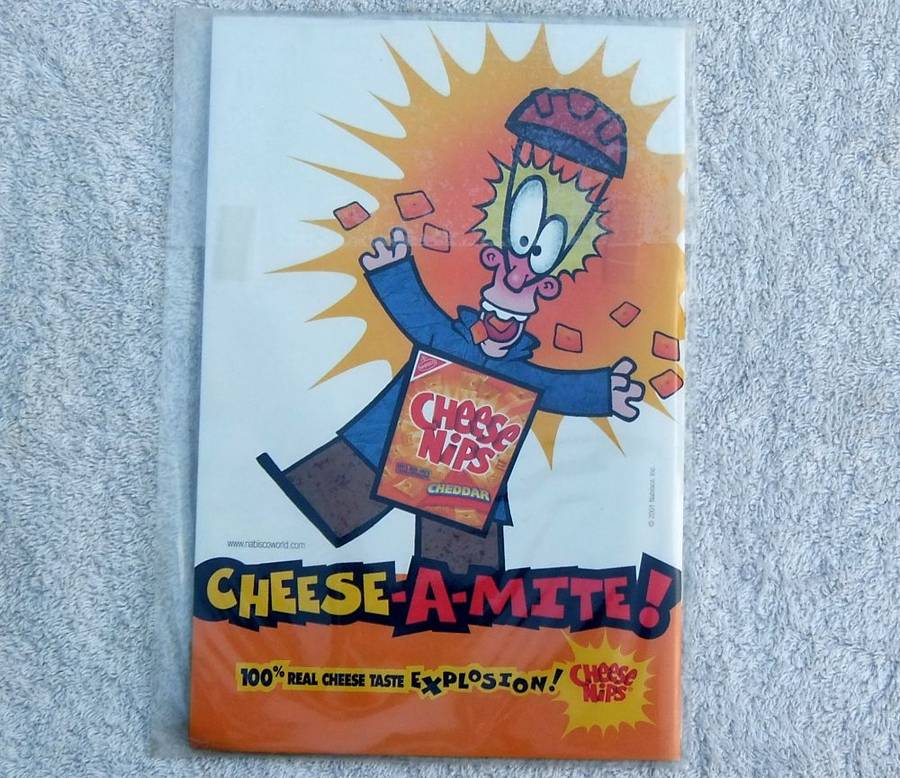 CHEESE
NiPS
CHEDDAR
© 2001 Nabisco, Inc.
www.nabiscoworld.com
CHEESE-A-MITE!
100% REAL CHEESE TASTE EXPLOSION!
CHEESE
NiPS